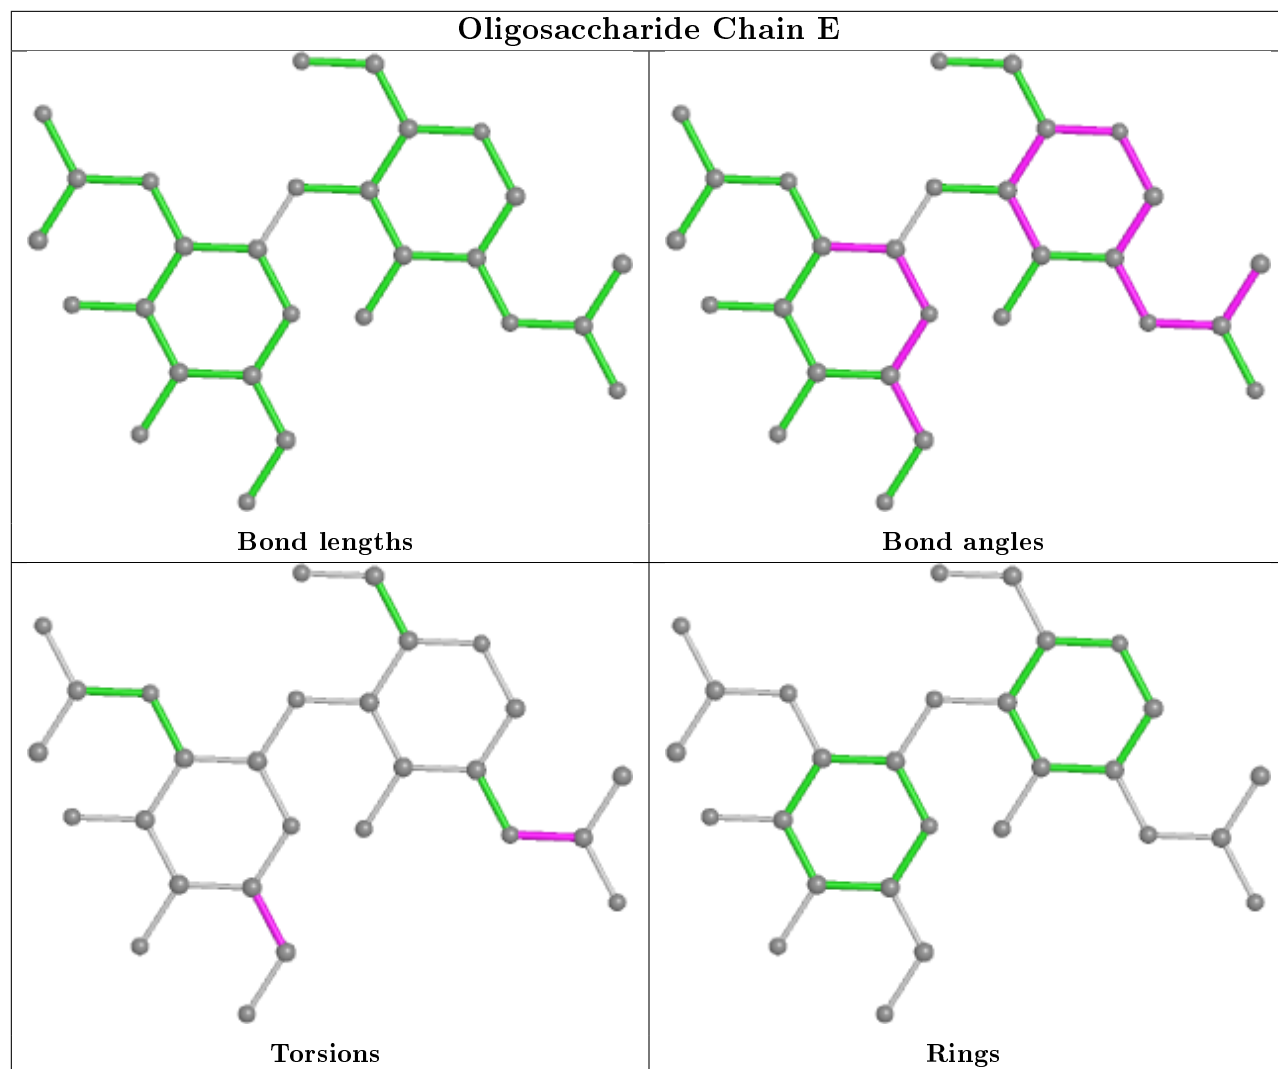 Oligosaccharide Chain E
Bond lengths
Bond angles
Torsions
Rings